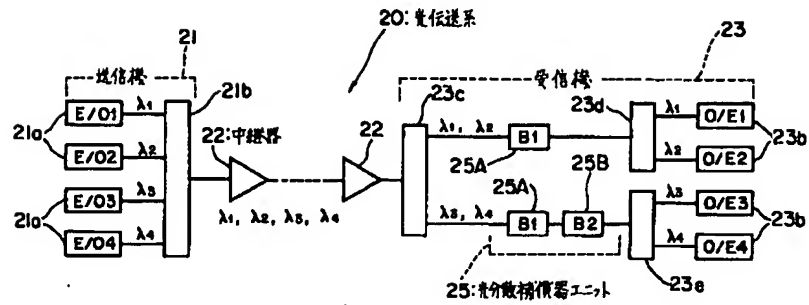 20:光伝送系
21
23
送信機
受信機
21b
23c
23d
21a
E/O1
λ1
E/O2
λ2
21a
E/O3
λ3
E/O4
λ4
22:中継器
22
λ1, λ2, λ3, λ4
λ1, λ2
B1
25A
λ3, λ4
25A
B1
25B
B2
λ1
O/E1
λ2
O/E2
23b
λ3
O/E3
λ4
O/E4
23b
23e
25:光分散補償器ユニット